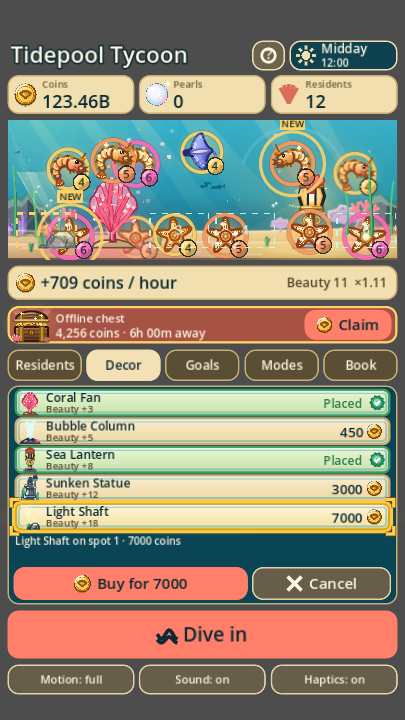 Tidepool Tycoon
?
Midday
12:00
Coins
123.46B
Pearls
0
Residents
12
NEW
4
5
6
4
5
4
NEW
6
4
4
5
5
6
+709 coins / hour
Beauty 11 ×1.11
Offline chest
4,256 coins · 6h 00m away
Claim
Residents
Decor
Goals
Modes
Book
Coral Fan
Beauty +3
Placed
Bubble Column
Beauty +5
450
Sea Lantern
Beauty +8
Placed
Sunken Statue
Beauty +12
3000
Light Shaft
Beauty +18
7000
Light Shaft on spot 1 · 7000 coins
Buy for 7000
Cancel
Dive in
Motion: full
Sound: on
Haptics: on